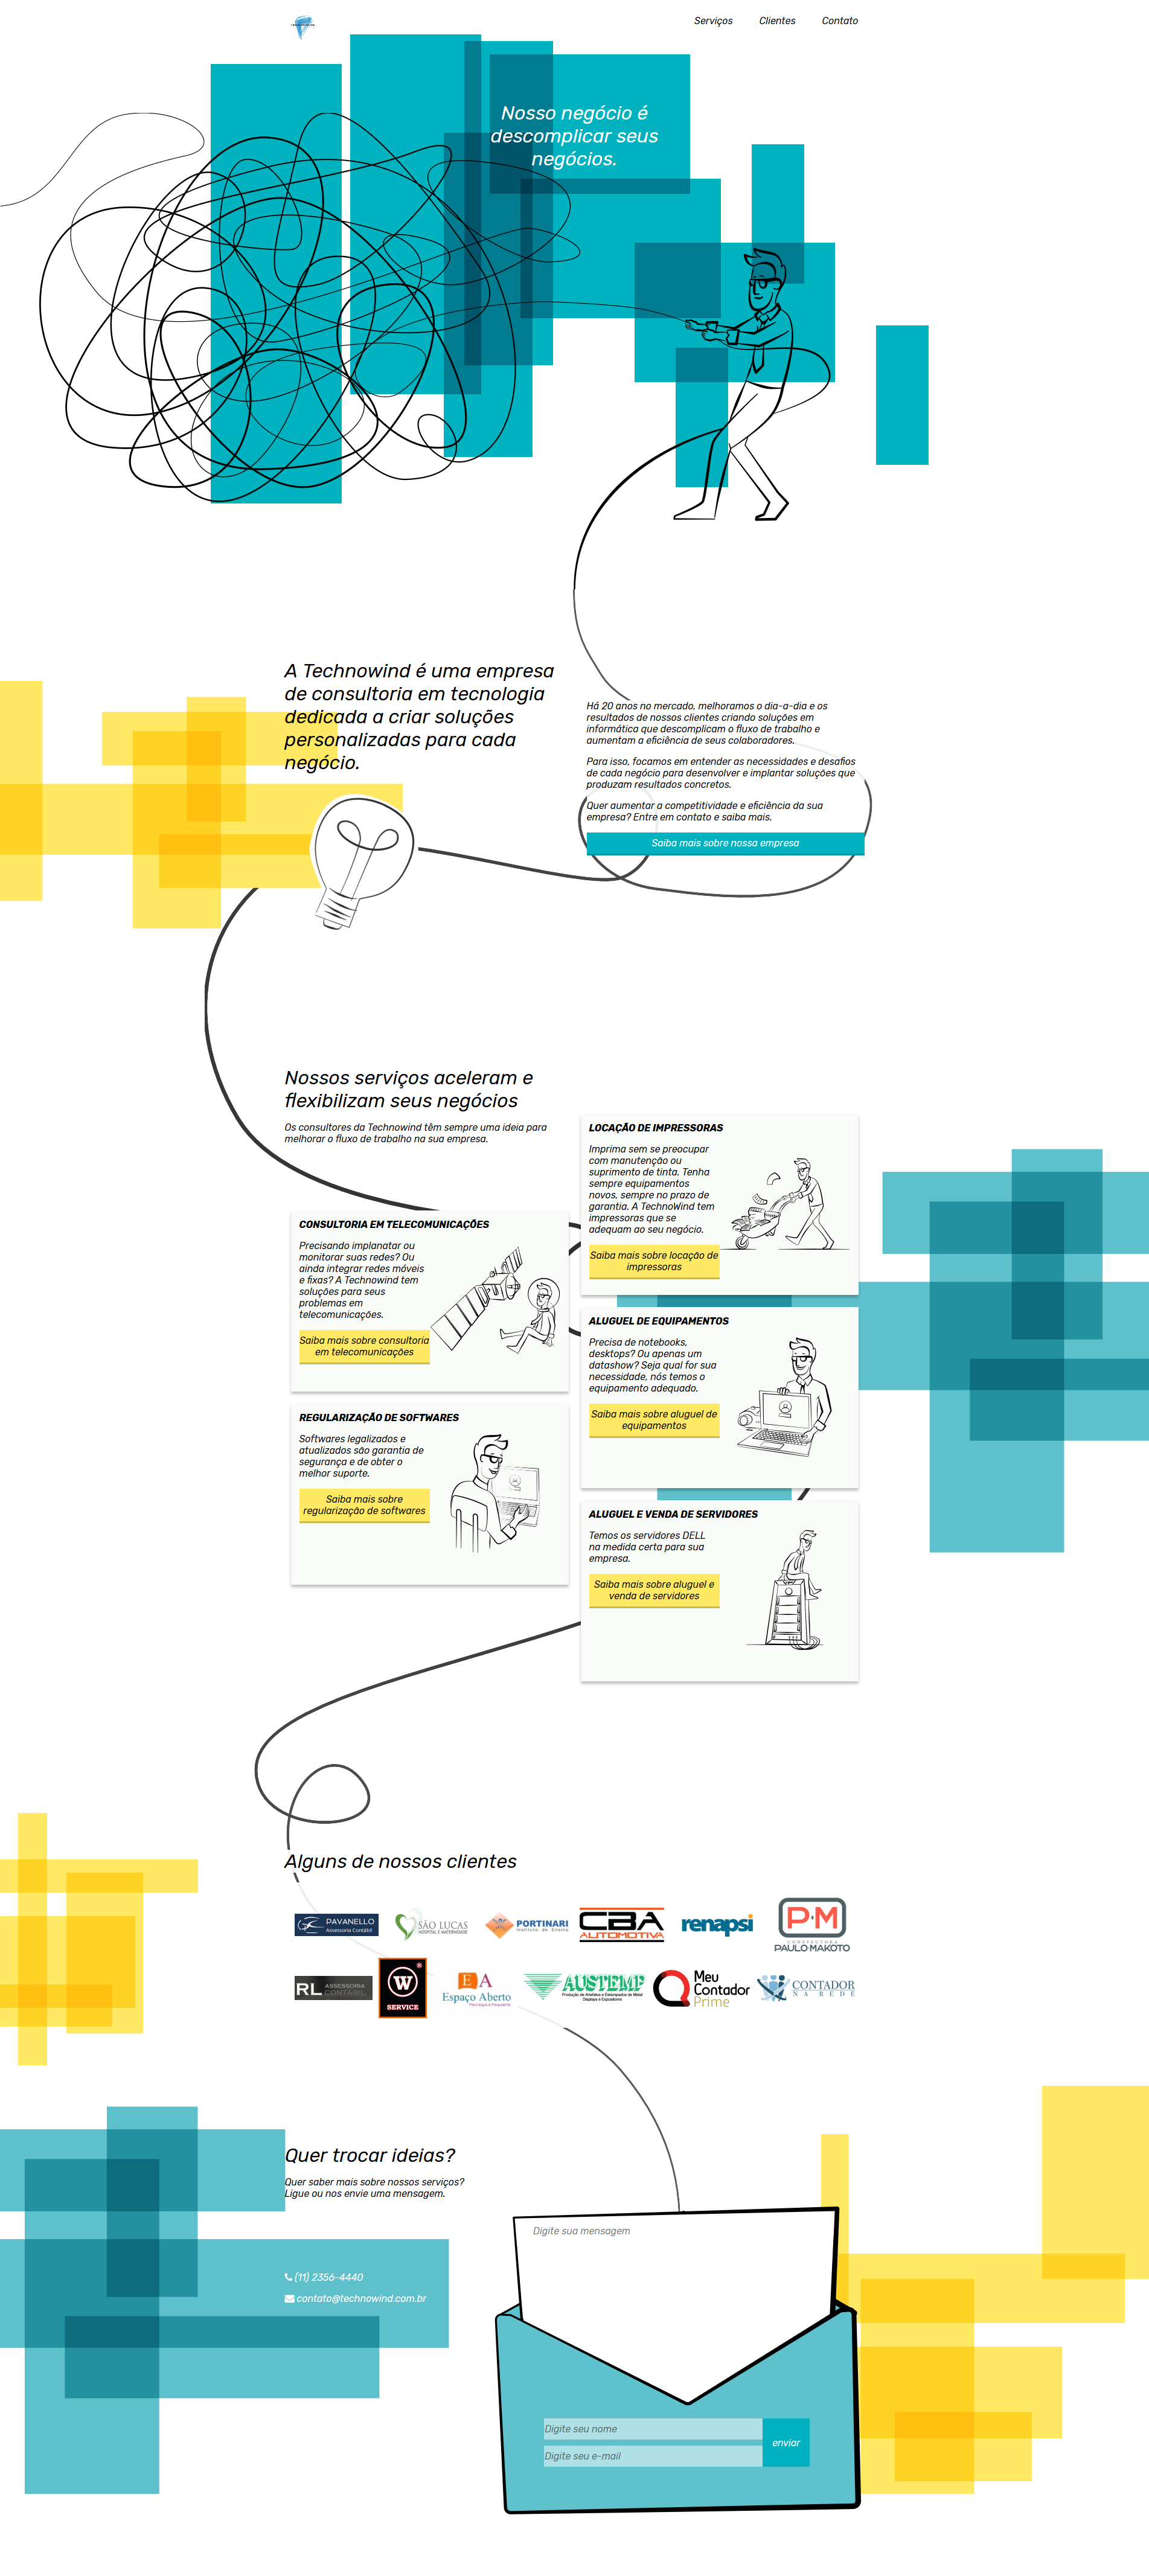 Serviços
Clientes
Contato
Nosso negócio é
descomplicar seus
negócios.
A Technowind é uma empresa
de consultoria em tecnologia
dedicada a criar soluções
personalizadas para cada
negócio.
Há 20 anos no mercado, melhoramos o dia-a-dia e os
resultados de nossos clientes criando soluções em
informática que descomplicam o fluxo de trabalho e
aumentam a eficiência de seus colaboradores.
Para isso, focamos em entender as necessidades e desafios
de cada negócio para desenvolver e implantar soluções que
produzam resultados concretos.
Quer aumentar a competitividade e eficiência da sua
empresa? Entre em contato e saiba mais.
Saiba mais sobre nossa empresa
Nossos serviços aceleram e
flexibilizam seus negócios
Os consultores da Technowind têm sempre uma ideia para
melhorar o fluxo de trabalho na sua empresa.
CONSULTORIA EM TELECOMUNICAÇÕES
Precisando implanatar ou
monitorar suas redes? Ou
ainda integrar redes móveis
e fixas? A Technowind tem
soluções para seus
problemas em
telecomunicações.
Saiba mais sobre consultoria
em telecomunicações
REGULARIZAÇÃO DE SOFTWARES
Softwares legalizados e
atualizados são garantia de
segurança e de obter o
melhor suporte.
Saiba mais sobre
regularização de softwares
LOCAÇÃO DE IMPRESSORAS
Imprima sem se preocupar
com manutenção ou
suprimento de tinta. Tenha
sempre equipamentos
novos, sempre no prazo de
garantia. A TechnoWind tem
impressoras que se
adequam ao seu negócio.
Saiba mais sobre locação de
impressoras
ALUGUEL DE EQUIPAMENTOS
Precisa de notebooks,
desktops? Ou apenas um
datashow? Seja qual for sua
necessidade, nós temos o
equipamento adequado.
Saiba mais sobre aluguel de
equipamentos
ALUGUEL E VENDA DE SERVIDORES
Temos os servidores DELL
na medida certa para sua
empresa.
Saiba mais sobre aluguel e
venda de servidores
Alguns de nossos clientes
PAVANELLO
Assessoria Contábil
SÃO LUCAS
HOSPITAL E MATERNIDADE
PORTINARI
Instituto de Ensino
CBA
AUTOMOTIVA
renapsi
P·M
CONSTRUTORA
PAULO MAKOTO
RL ASSESSORIA
CONTÁBIL
W
®
SERVICE
EA
Espaço Aberto
Psicologia e Psiquiatria
AUSTEMP
Produção de Artefatos e Estampados de Metal
Displays e Expositores
Meu
Contador
Prime
CONTADOR
NA REDE
Quer trocar ideias?
Quer saber mais sobre nossos serviços?
Ligue ou nos envie uma mensagem.
(11) 2356-4440
contato@technowind.com.br
Digite sua mensagem
Digite seu nome
Digite seu e-mail
enviar